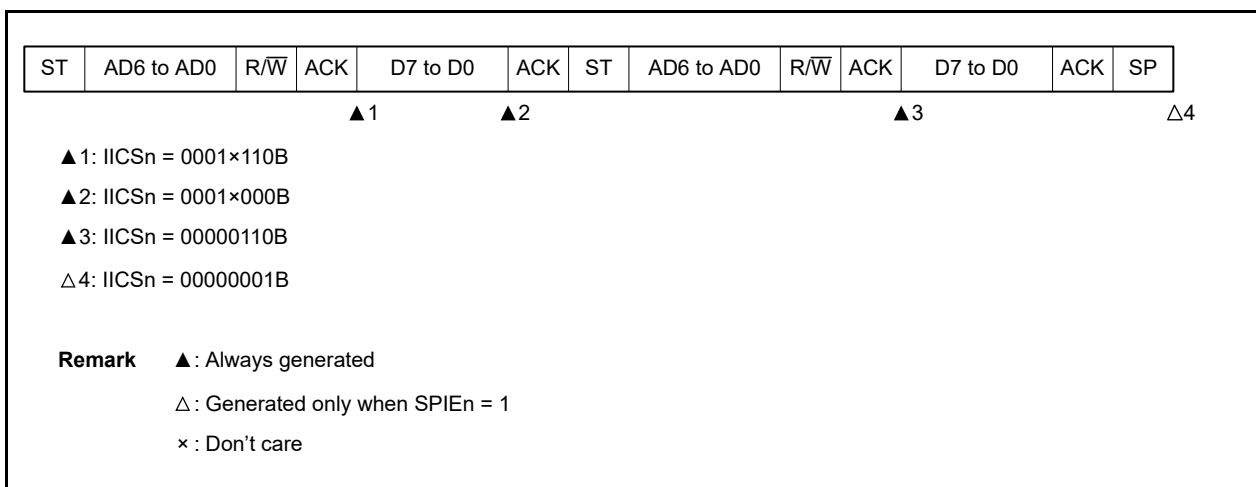 ST AD6 to AD0 R/W̅ ACK D7 to D0 ACK ST AD6 to AD0 R/W̅ ACK D7 to D0 ACK SP
▲1 ▲2 ▲3 △4
▲1: IICSn = 0001×110B
▲2: IICSn = 0001×000B
▲3: IICSn = 00000110B
△4: IICSn = 00000001B
Remark ▲: Always generated
△: Generated only when SPIEn = 1
×: Don't care